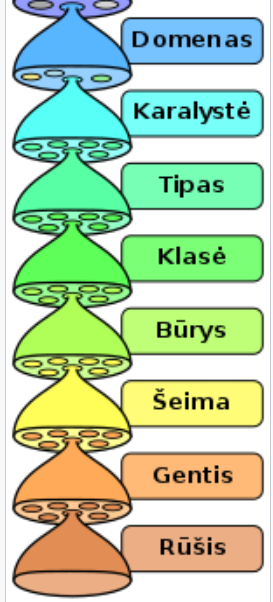 Domenas
Karalystė
Tipas
Klasė
Būrys
Šeima
Gentis
Rūšis